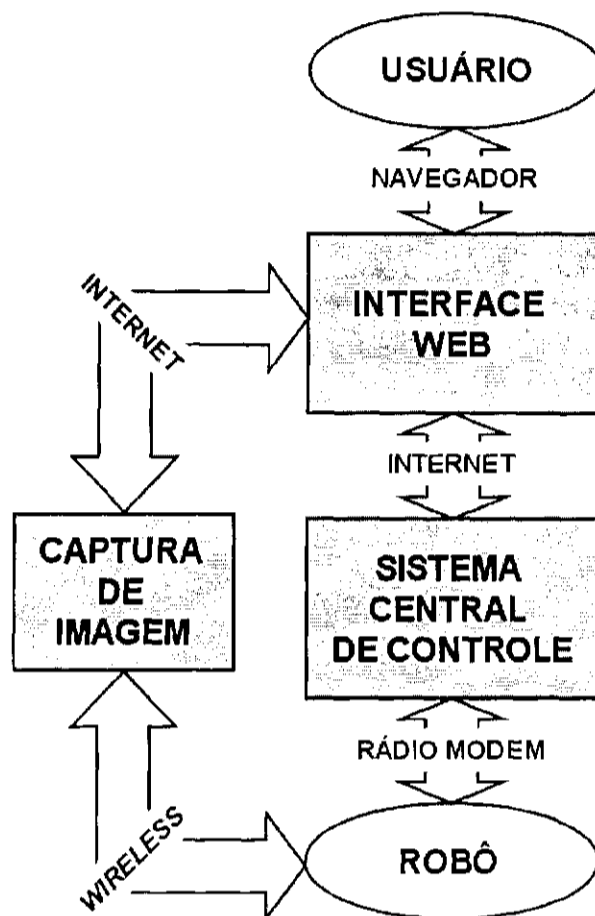 USUÁRIO
NAVEGADOR
INTERFACE
WEB
INTERNET
INTERNET
CAPTURA
DE
IMAGEM
SISTEMA
CENTRAL
DE CONTROLE
RÁDIO MODEM
WIRELESS
ROBÔ